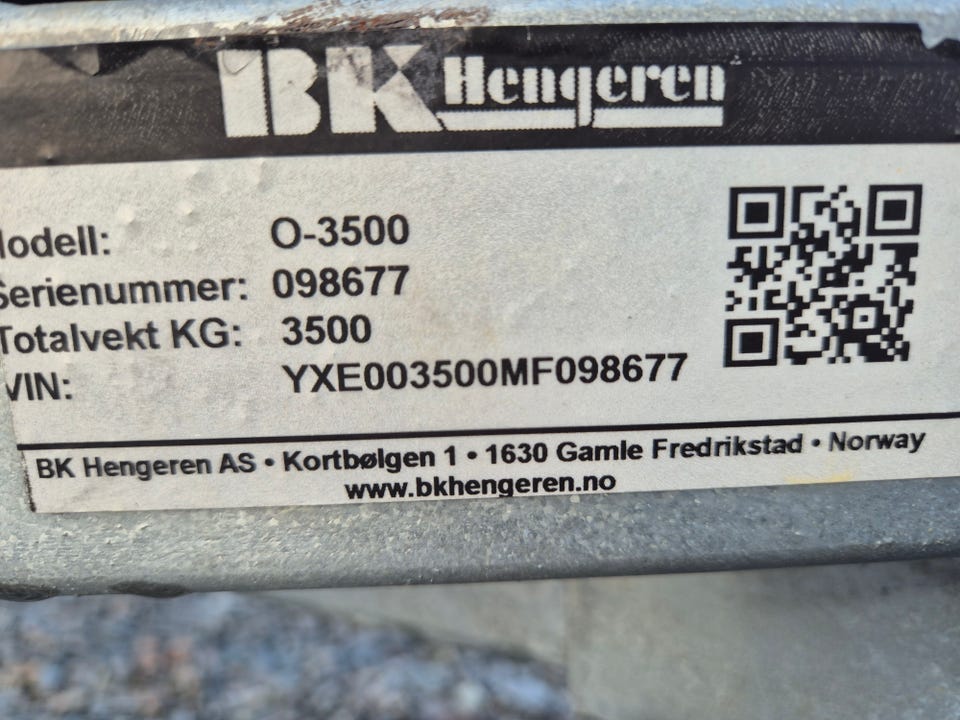 BK Hengeren
Modell: O-3500
Serienummer: 098677
Totalvekt KG: 3500
VIN: YXE003500MF098677
BK Hengeren AS • Kortbølgen 1 • 1630 Gamle Fredrikstad • Norway
www.bkhengeren.no